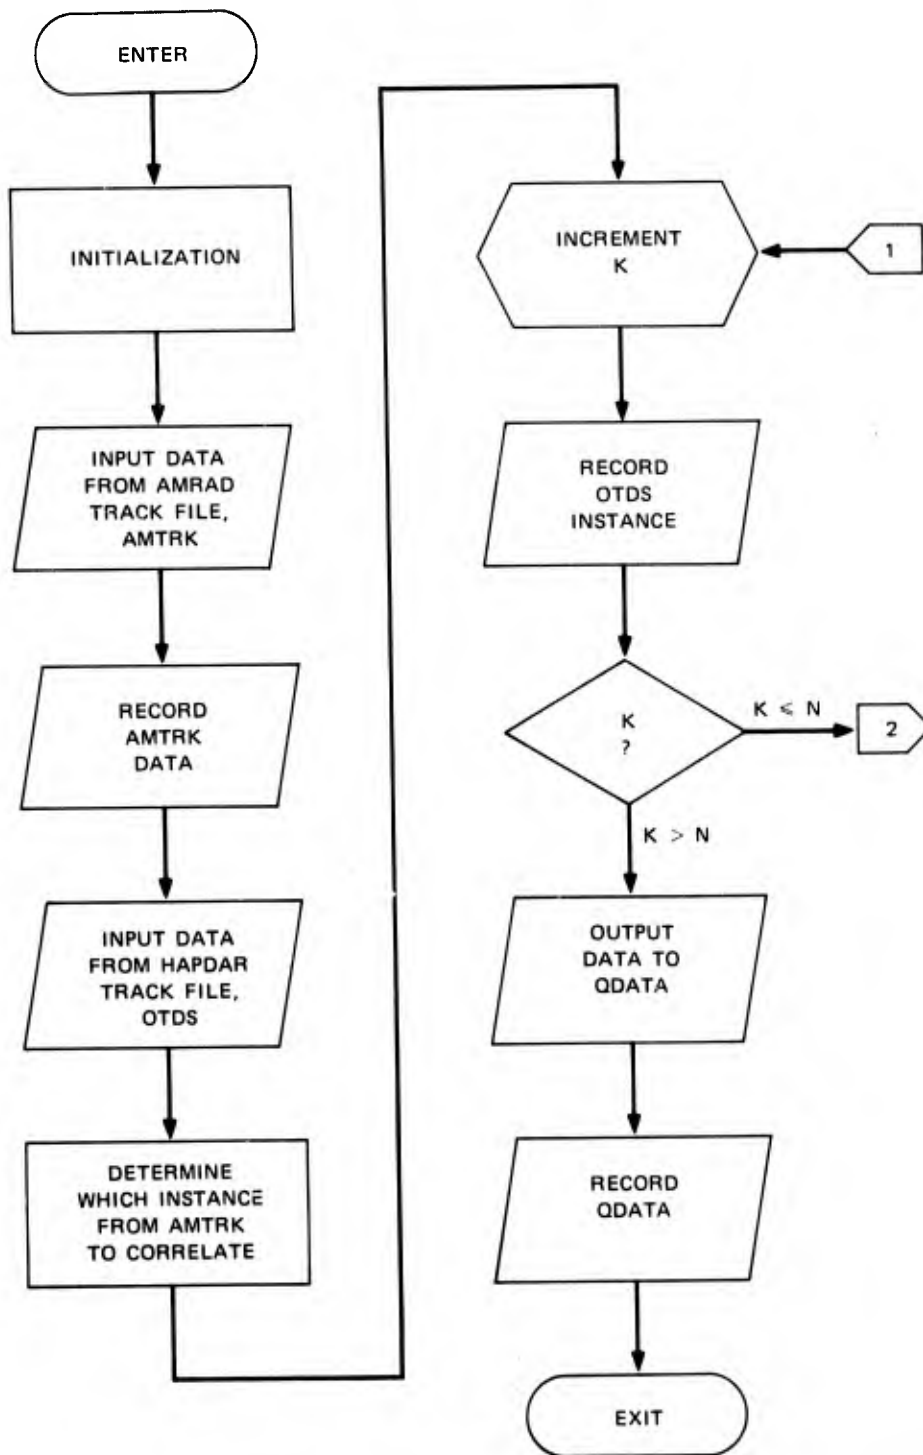 ENTER
INITIALIZATION
INPUT DATA
FROM AMRAD
TRACK FILE,
AMTRK
RECORD
AMTRK
DATA
INPUT DATA
FROM HAPDAR
TRACK FILE,
OTDS
DETERMINE
WHICH INSTANCE
FROM AMTRK
TO CORRELATE
INCREMENT
K
1
RECORD
OTDS
INSTANCE
K
?
K ≤ N
2
K > N
OUTPUT
DATA TO
QDATA
RECORD
QDATA
EXIT